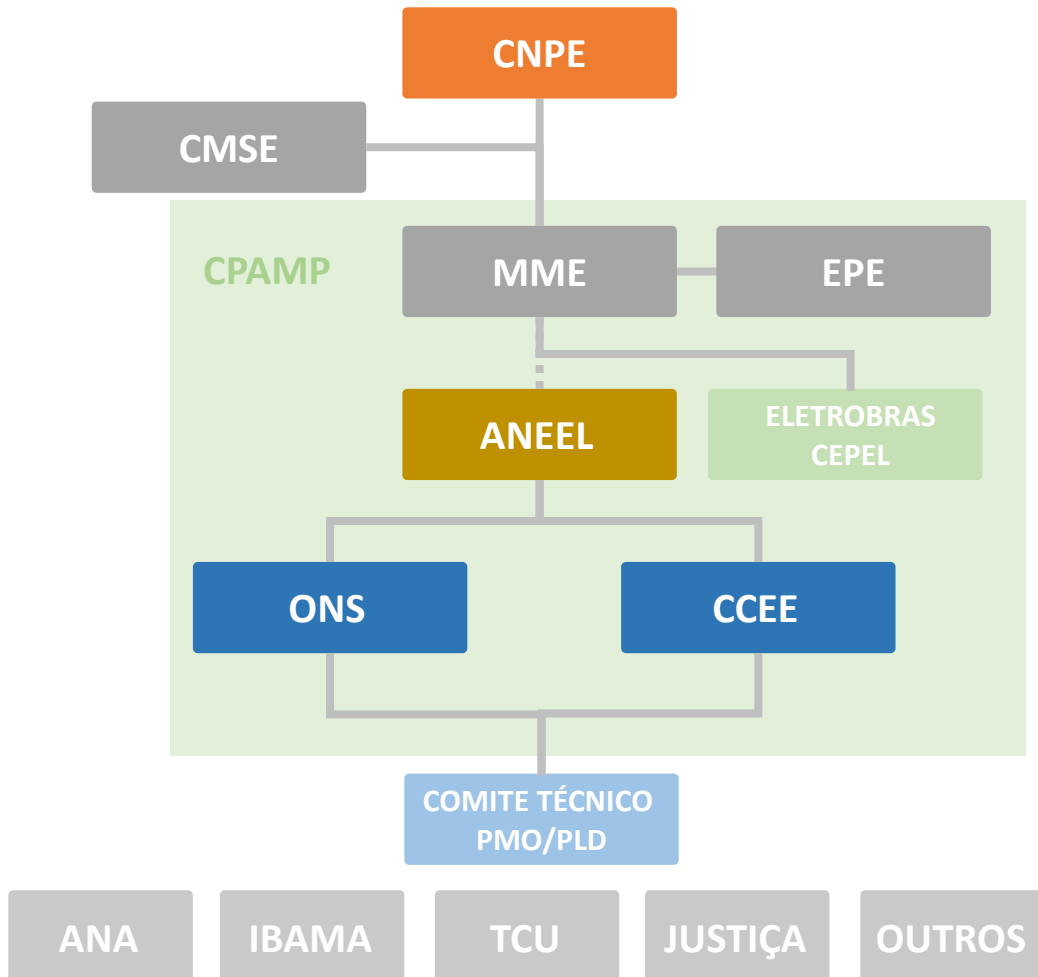 CNPE
CMSE
CPAMP
MME
EPE
ANEEL
ELETROBRAS
CEPEL
ONS
CCEE
COMITE TÉCNICO
PMO/PLD
ANA
IBAMA
TCU
JUSTIÇA
OUTROS